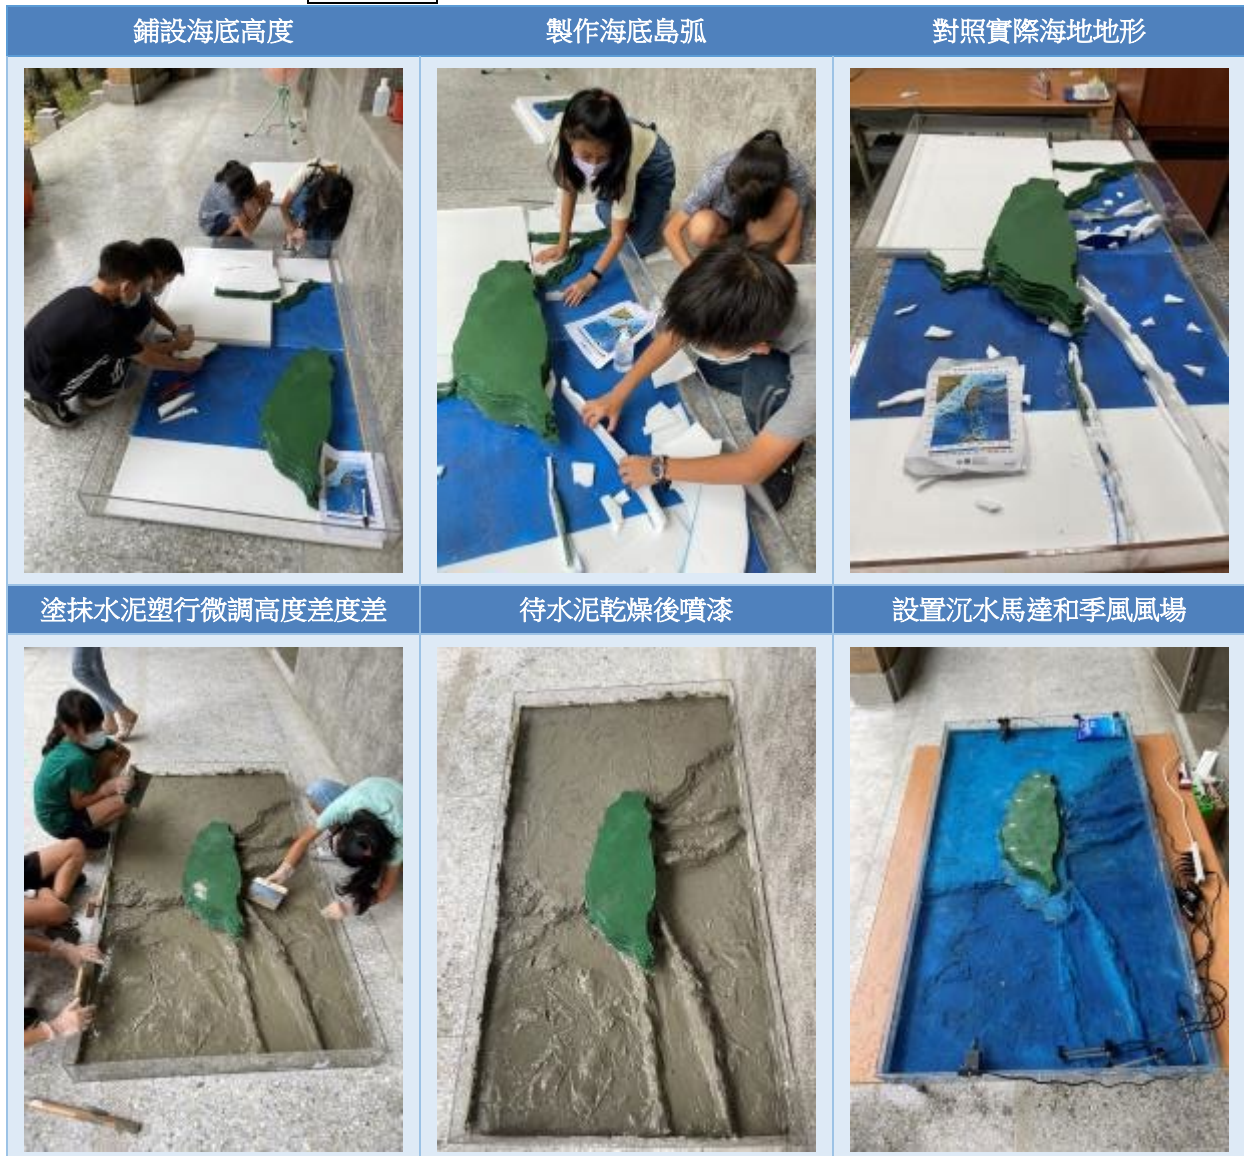 鋪設海底高度
製作海底島弧
對照實際海地地形
塗抹水泥塑行微調高度差度差
待水泥乾燥後噴漆
設置沉水馬達和季風風場